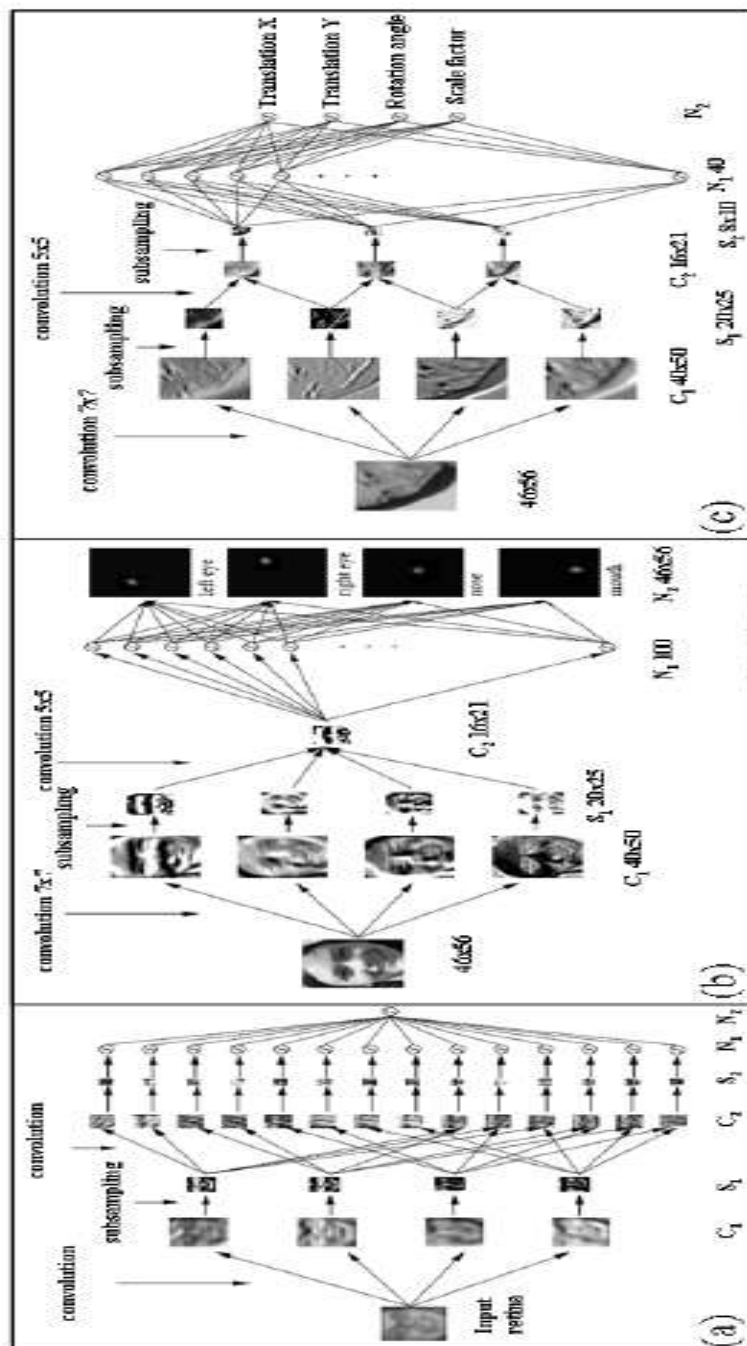 convolution
subsampling
convolution
Input
retina
C1
S1
C2
S2
N1
N2
(a)
convolution 7x7
subsampling
convolution 5x5
left eye
right eye
nose
mouth
46x56
C1 40x50
S1 20x25
C2 16x21
N1 100
N2 46x56
(b)
convolution 7x7
subsampling
convolution 5x5
subsampling
Translation X
Translation Y
Rotation angle
Scale factor
46x56
C1 40x50
S1 20x25
C2 16x21
S2 8x10
N1 40
N2
(c)